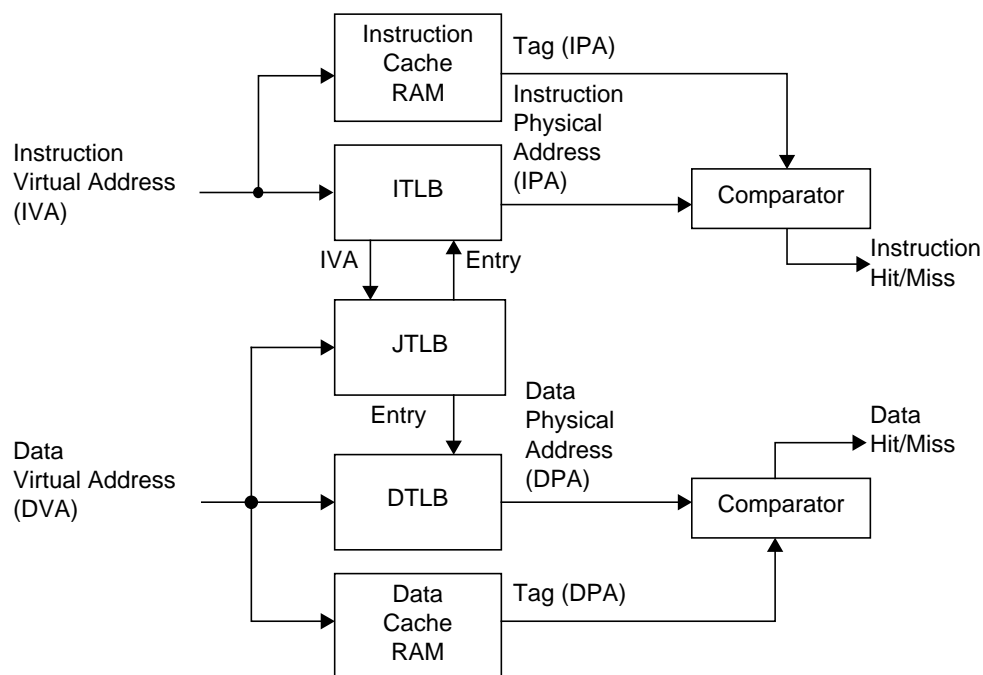 Instruction
Cache
RAM
Tag (IPA)
Instruction
Physical
Address
(IPA)
Instruction
Virtual Address
(IVA)
ITLB
Comparator
IVA
Entry
Instruction
Hit/Miss
JTLB
Entry
Data
Physical
Address
(DPA)
Data
Hit/Miss
Data
Virtual Address
(DVA)
DTLB
Comparator
Data
Cache
RAM
Tag (DPA)